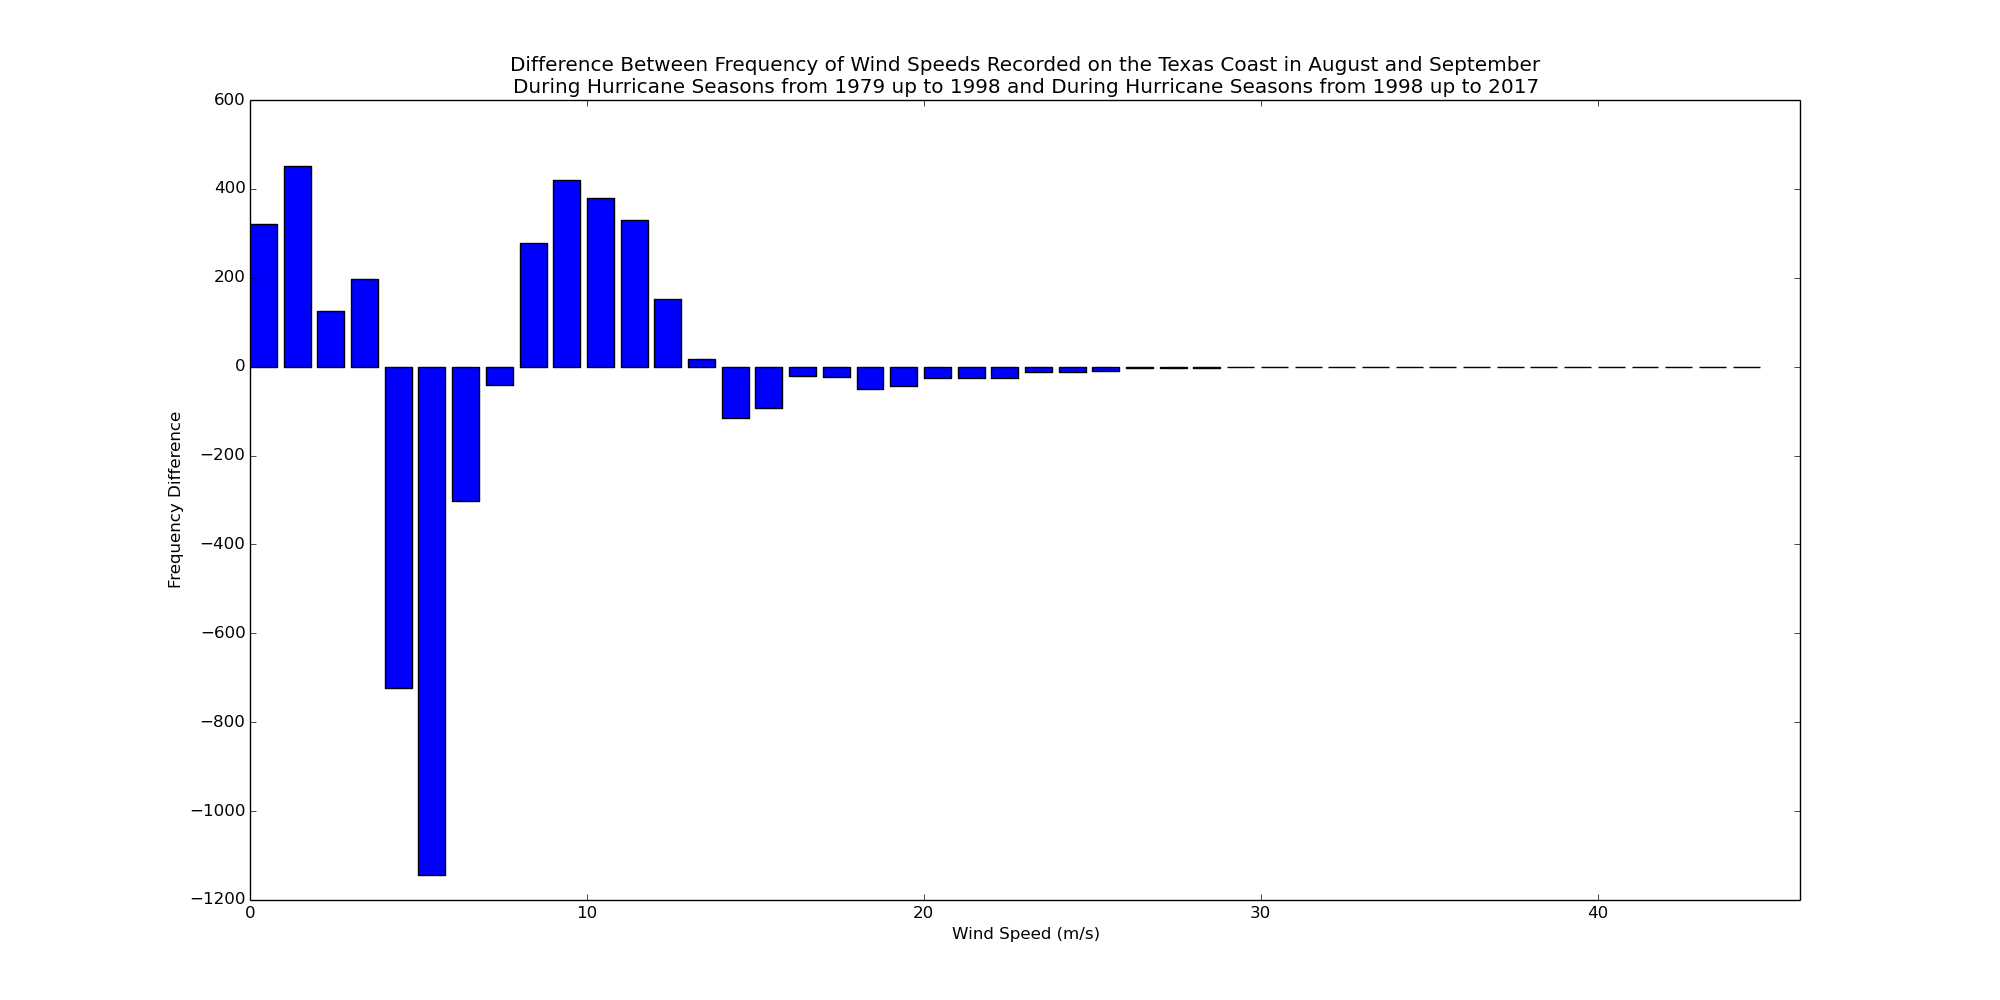 Difference Between Frequency of Wind Speeds Recorded on the Texas Coast in August and September
During Hurricane Seasons from 1979 up to 1998 and During Hurricane Seasons from 1998 up to 2017
600
400
200
0
−200
−400
−600
−800
−1000
−1200
Frequency Difference
0 10 20 30 40
Wind Speed (m/s)